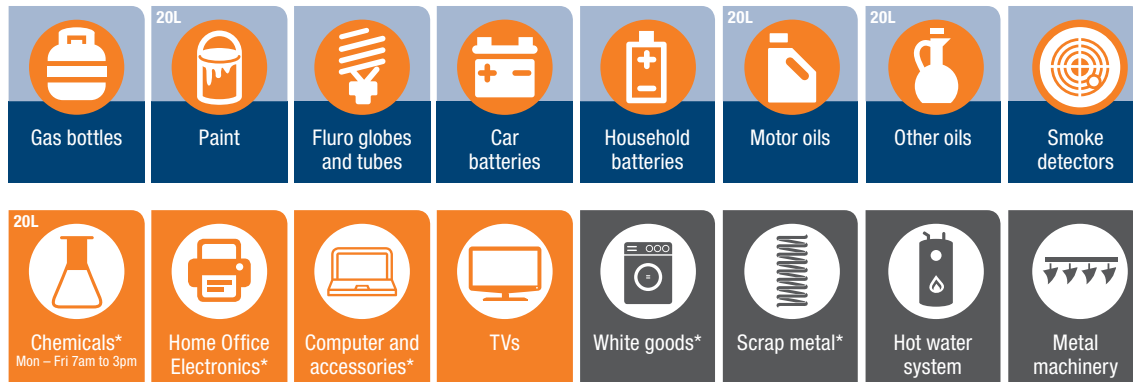 20L
20L
20L
Gas bottles
Paint
Fluro globes
and tubes
Car
batteries
Household
batteries
Motor oils
Other oils
Smoke
detectors
20L
Chemicals*
Mon – Fri 7am to 3pm
Home Office
Electronics*
Computer and
accessories*
TVs
White goods*
Scrap metal*
Hot water
system
Metal
machinery